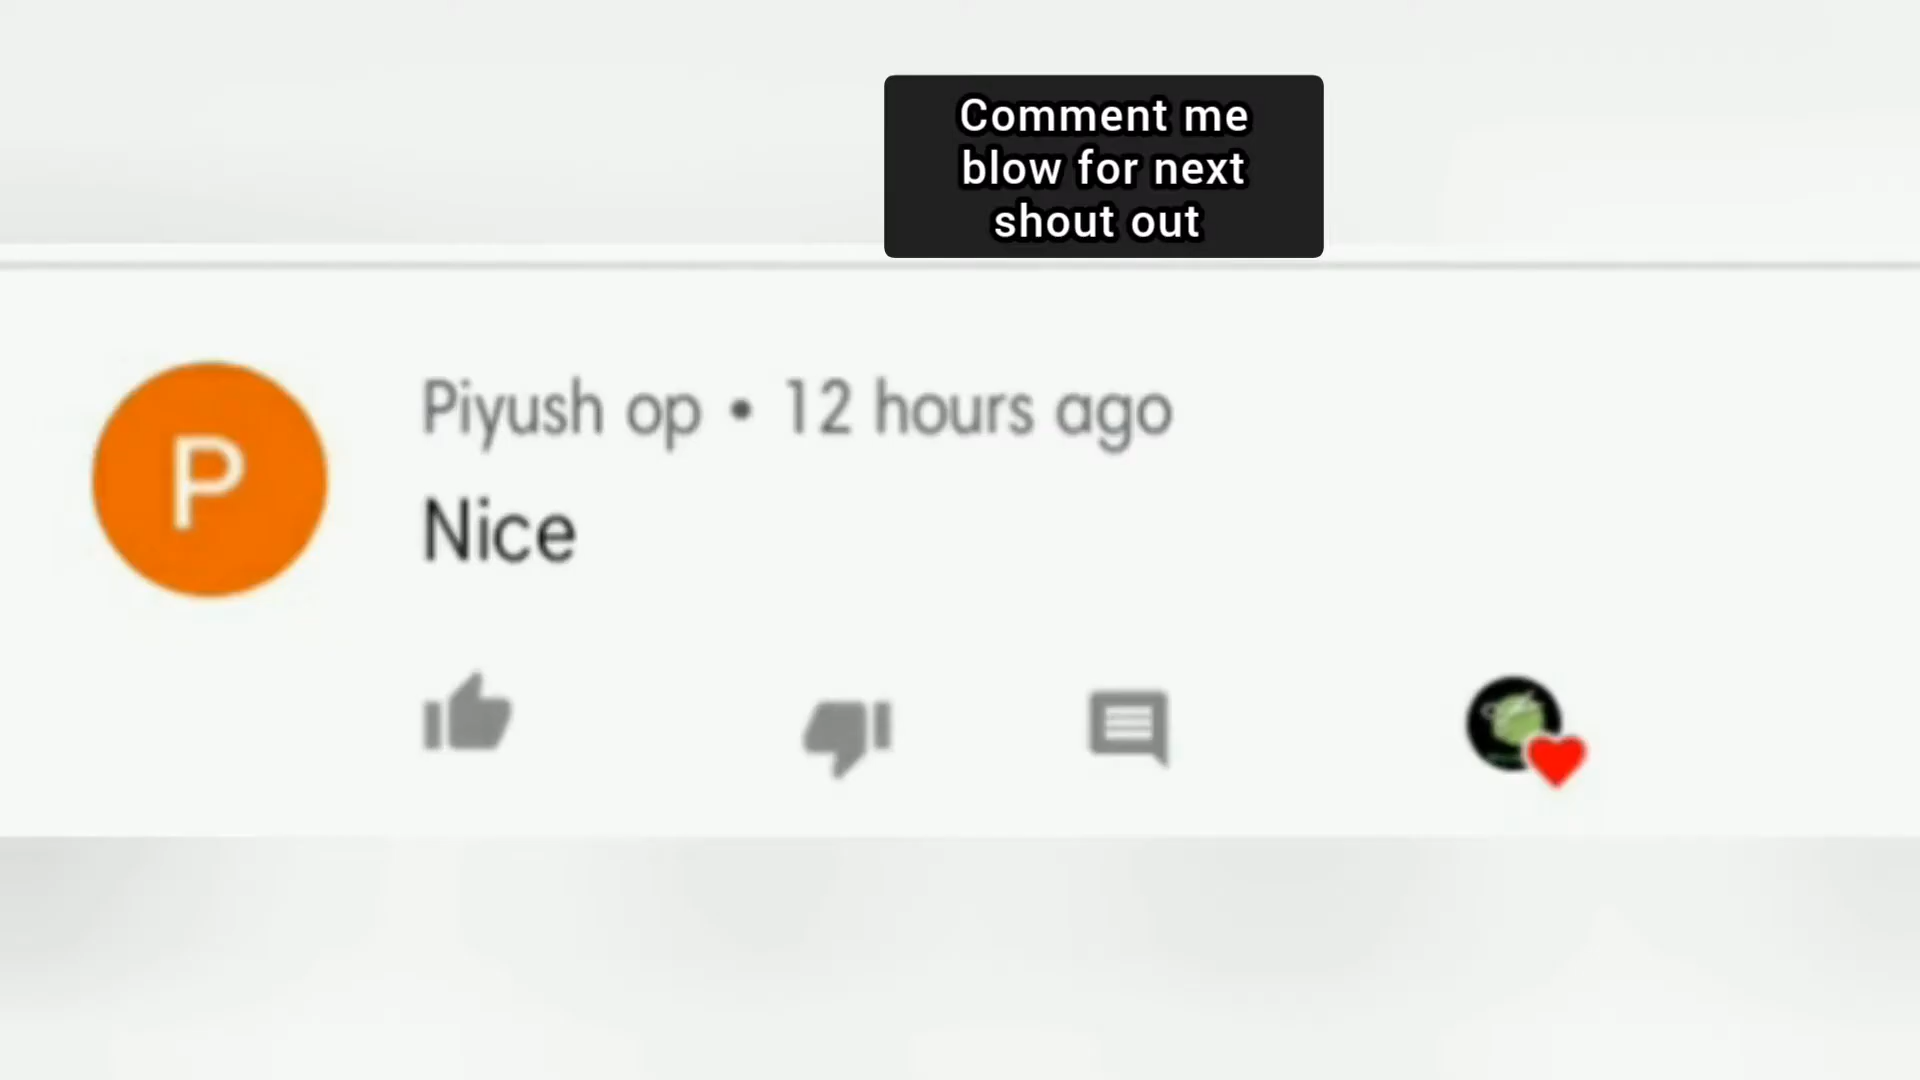 Comment me
blow for next
shout out
P
Piyush op • 12 hours ago
Nice